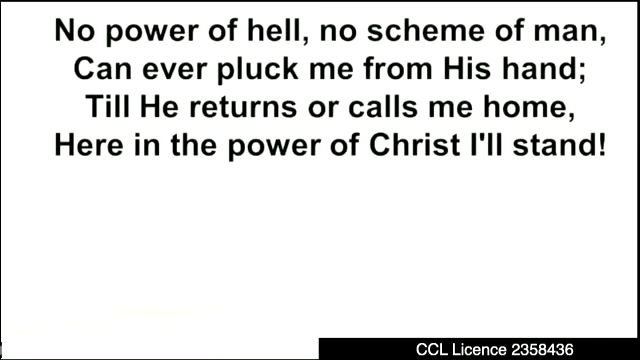 No power of hell, no scheme of man,
Can ever pluck me from His hand;
Till He returns or calls me home,
Here in the power of Christ I'll stand!
CCL Licence 2358436